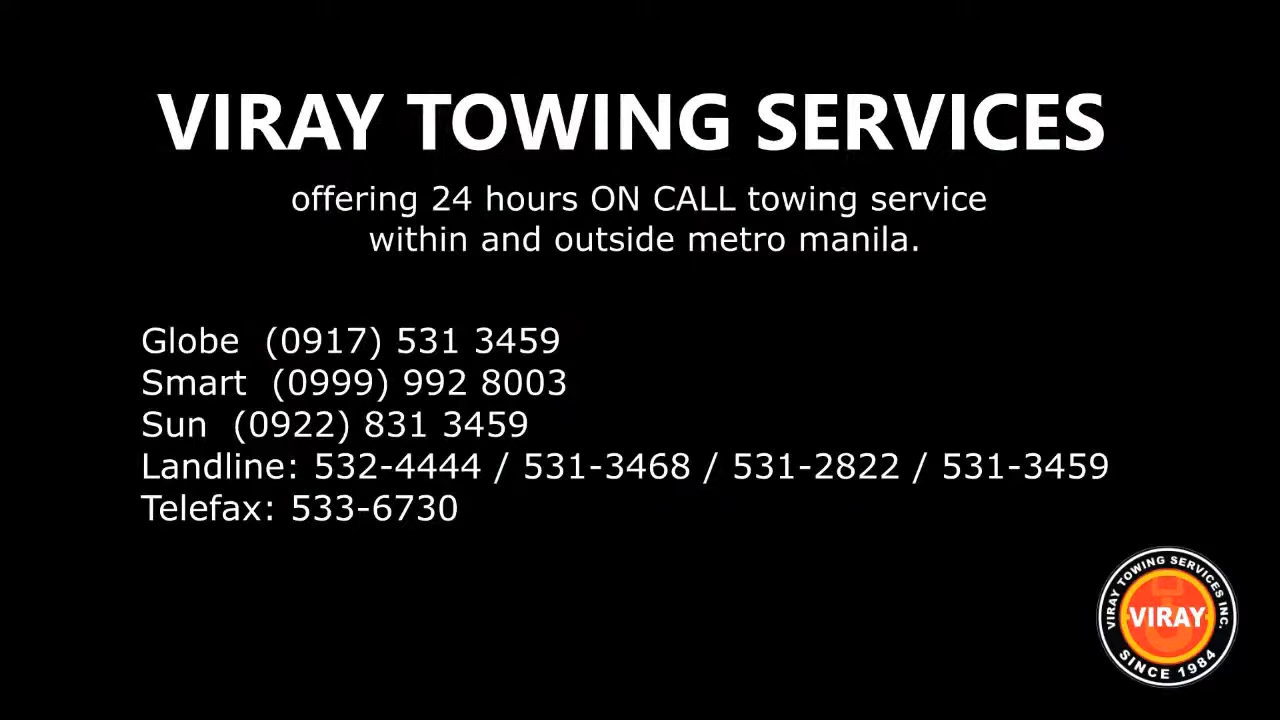 VIRAY TOWING SERVICES
offering 24 hours ON CALL towing service
within and outside metro manila.
Globe (0917) 531 3459
Smart (0999) 992 8003
Sun (0922) 831 3459
Landline: 532-4444 / 531-3468 / 531-2822 / 531-3459
Telefax: 533-6730
VIRAY TOWING SERVICES INC.
VIRAY
SINCE 1984